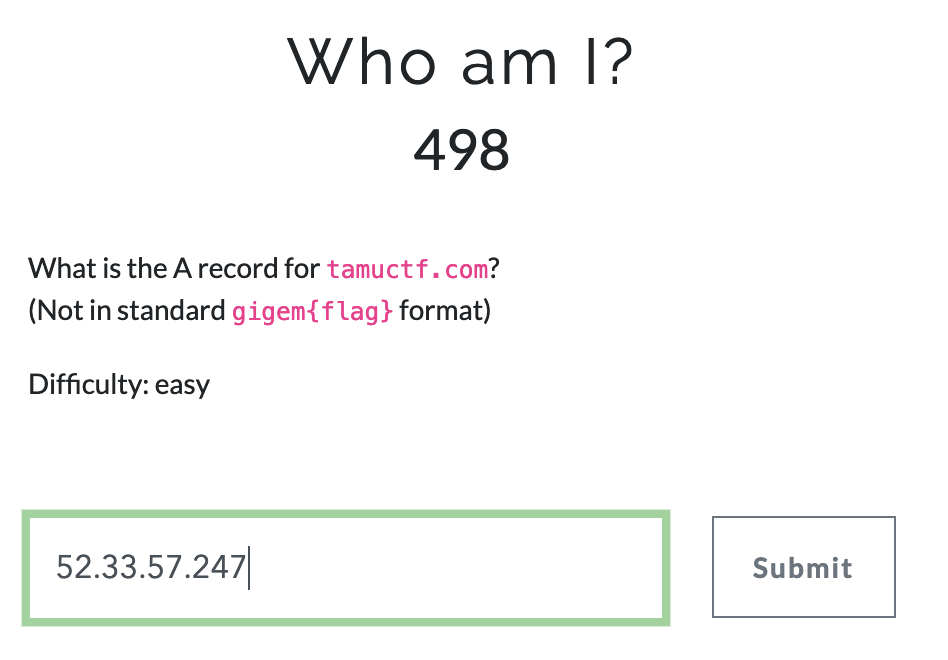 Who am I?
498
What is the A record for tamuctf.com?
(Not in standard gigem{flag} format)
Difficulty: easy
52.33.57.247
Submit